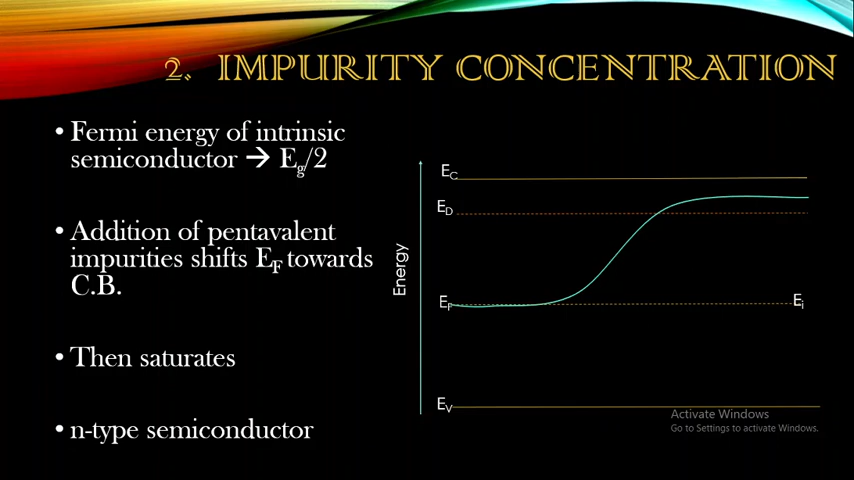 2. IMPURITY CONCENTRATION
• Fermi energy of intrinsic
semiconductor → Eg/2
• Addition of pentavalent
impurities shifts EF towards
C.B.
• Then saturates
• n-type semiconductor
Energy
EC
ED
EF
Ei
EV
Activate Windows
Go to Settings to activate Windows.